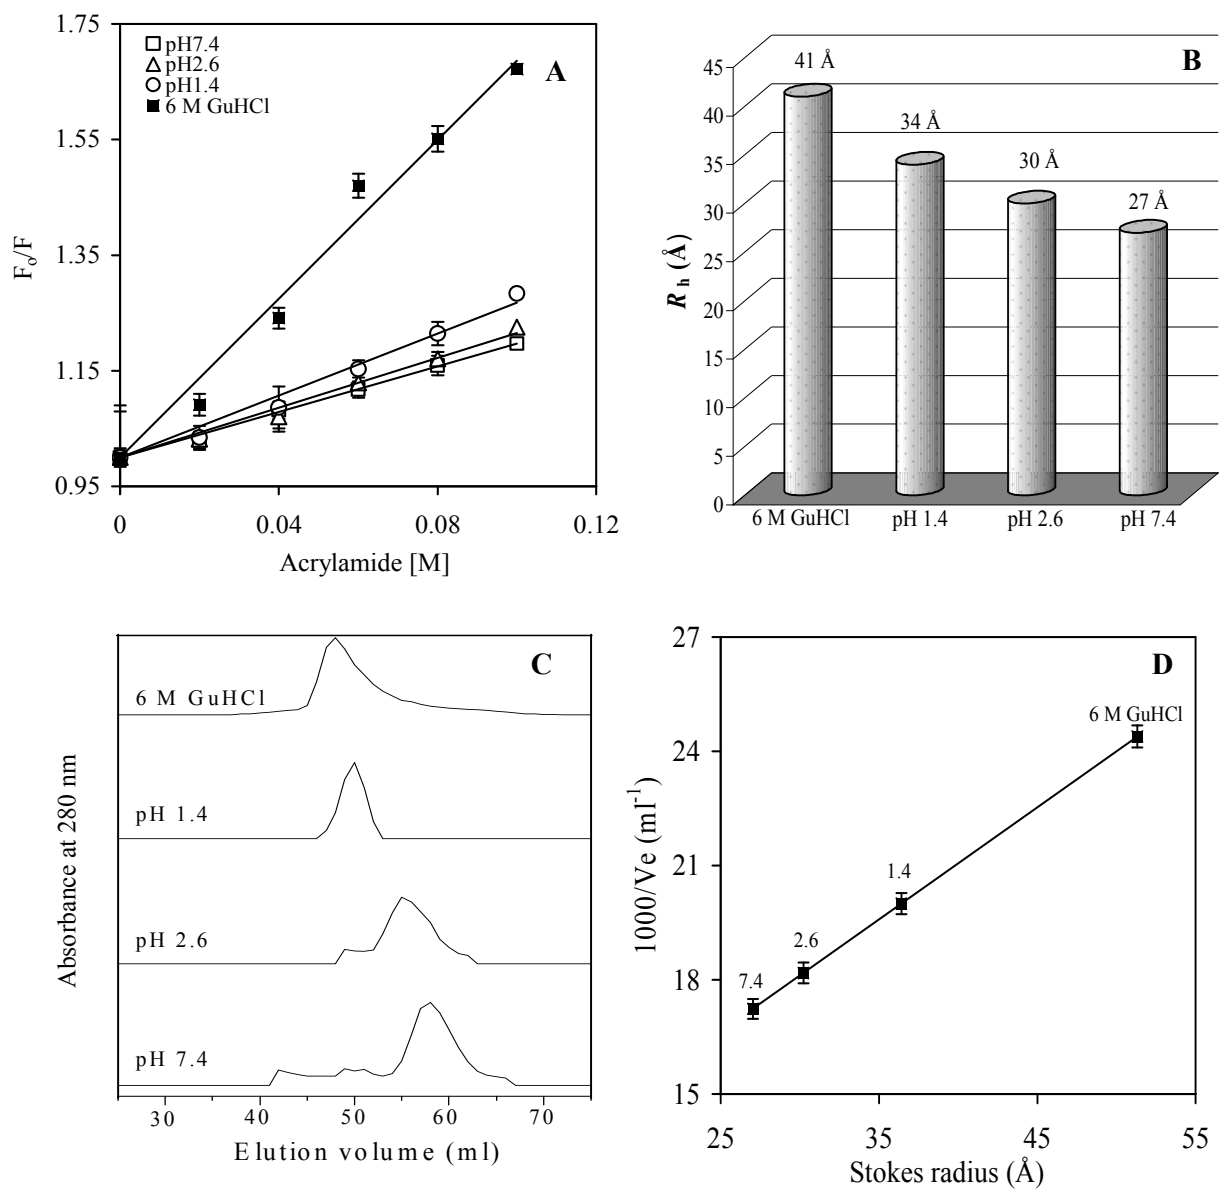 A
1.75
1.55
1.35
1.15
0.95
F₀/F
pH7.4
pH2.6
pH1.4
6 M GuHCl
0
0.04
0.08
0.12
Acrylamide [M]
B
45
40
35
30
25
20
15
10
5
0
R h (Å)
41 Å
34 Å
30 Å
27 Å
6 M GuHCl
pH 1.4
pH 2.6
pH 7.4
C
Absorbance at 280 nm
6 M GuHCl
pH 1.4
pH 2.6
pH 7.4
30
40
50
60
70
Elution volume (ml)
D
27
24
21
18
15
1000/Ve (ml⁻¹)
6 M GuHCl
1.4
2.6
7.4
25
35
45
55
Stokes radius (Å)